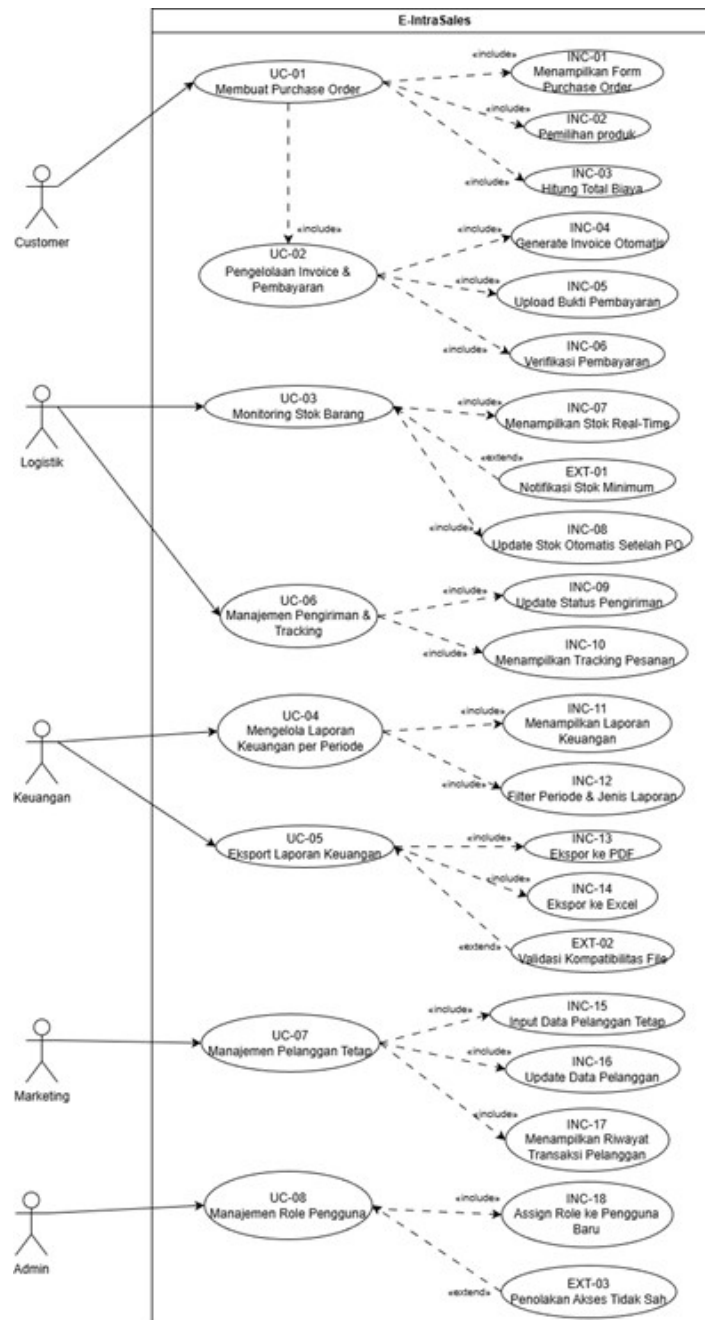 E-IntraSales
«include»
INC-01
Menampilkan Form
Purchase Order
UC-01
Membuat Purchase Order
«include»
INC-02
Pemilihan produk
INC-03
Hitung Total Biaya
«include»
Customer
«include»
UC-02
Pengelolaan Invoice &
Pembayaran
«include»
INC-04
Generate Invoice Otomatis
«include»
INC-05
Upload Bukti Pembayaran
«include»
INC-06
Verifikasi Pembayaran
Logistik
UC-03
Monitoring Stok Barang
«include»
INC-07
Menampilkan Stok Real-Time
«extend»
EXT-01
Notifikasi Stok Minimum
«include»
INC-08
Update Stok Otomatis Setelah PO
UC-06
Manajemen Pengiriman &
Tracking
«include»
INC-09
Update Status Pengiriman
«include»
INC-10
Menampilkan Tracking Pesanan
Keuangan
UC-04
Mengelola Laporan
Keuangan per Periode
«include»
INC-11
Menampilkan Laporan
Keuangan
«include»
INC-12
Filter Periode & Jenis Laporan
UC-05
Eksport Laporan Keuangan
«include»
INC-13
Ekspor ke PDF
«include»
INC-14
Ekspor ke Excel
«extend»
EXT-02
Validasi Kompatibilitas File
Marketing
UC-07
Manajemen Pelanggan Tetap
«include»
INC-15
Input Data Pelanggan Tetap
«include»
INC-16
Update Data Pelanggan
«include»
INC-17
Menampilkan Riwayat
Transaksi Pelanggan
Admin
UC-08
Manajemen Role Pengguna
«include»
INC-18
Assign Role ke Pengguna
Baru
«extend»
EXT-03
Penolakan Akses Tidak Sah